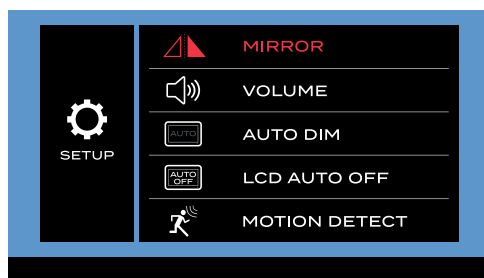 MIRROR
VOLUME
AUTO
AUTO DIM
SETUP
AUTO
OFF
LCD AUTO OFF
MOTION DETECT